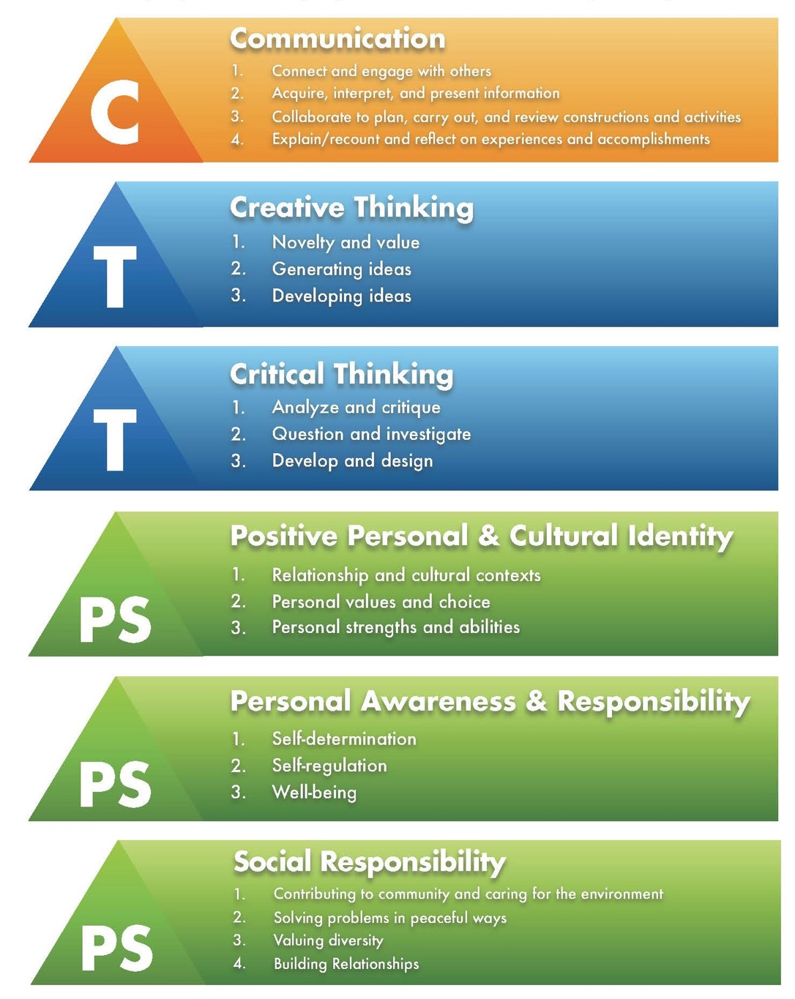 C
Communication
1. Connect and engage with others
2. Acquire, interpret, and present information
3. Collaborate to plan, carry out, and review constructions and activities
4. Explain/recount and reflect on experiences and accomplishments
T
Creative Thinking
1. Novelty and value
2. Generating ideas
3. Developing ideas
T
Critical Thinking
1. Analyze and critique
2. Question and investigate
3. Develop and design
PS
Positive Personal & Cultural Identity
1. Relationship and cultural contexts
2. Personal values and choice
3. Personal strengths and abilities
PS
Personal Awareness & Responsibility
1. Self-determination
2. Self-regulation
3. Well-being
PS
Social Responsibility
1. Contributing to community and caring for the environment
2. Solving problems in peaceful ways
3. Valuing diversity
4. Building Relationships